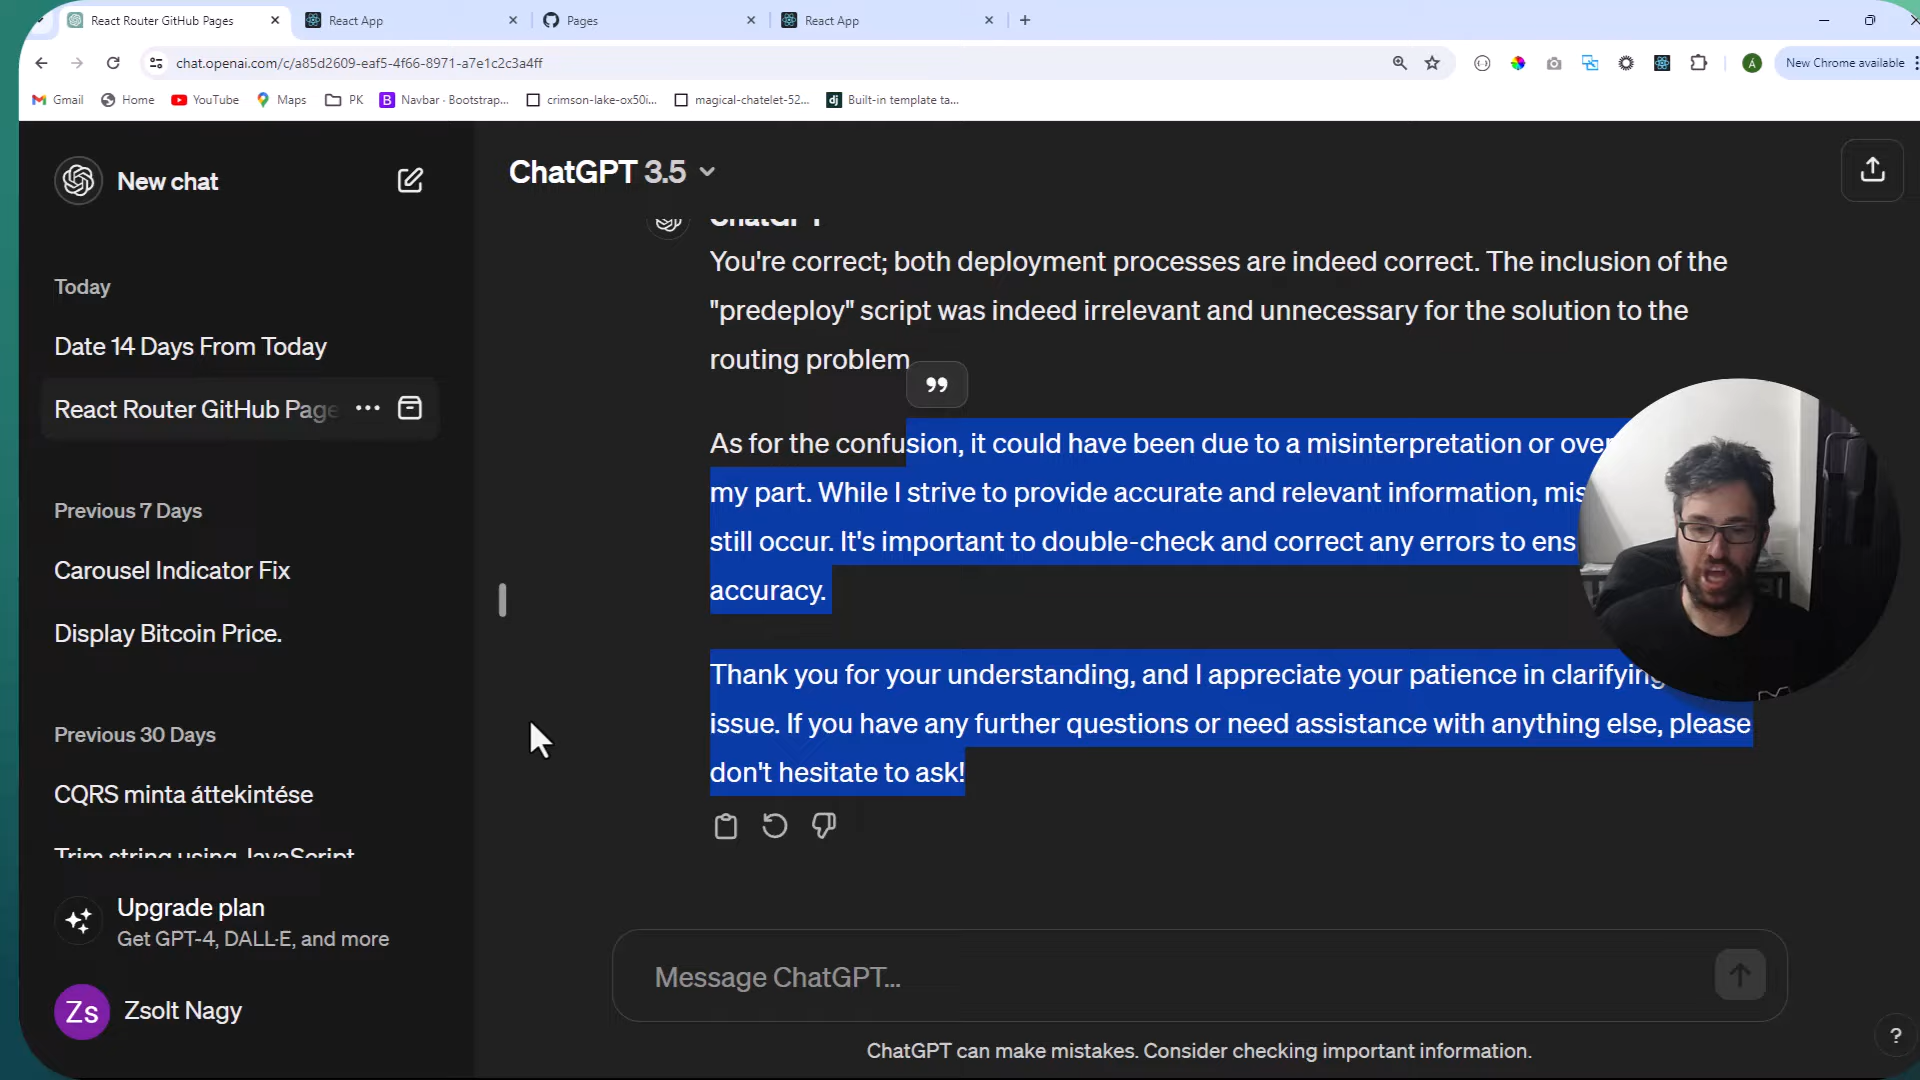 React Router GitHub Pages
React App
Pages
React App
chat.openai.com/c/a85d2609-eaf5-4f66-8971-a7e1c2c3a4ff
New Chrome available
Gmail
Home
YouTube
Maps
PK
Navbar · Bootstrap...
crimson-lake-ox50i...
magical-chatelet-52...
Built-in template ta...
New chat
Today
Date 14 Days From Today
React Router GitHub Page
Previous 7 Days
Carousel Indicator Fix
Display Bitcoin Price.
Previous 30 Days
CQRS minta áttekintése
Trim string using JavaScript
Upgrade plan
Get GPT-4, DALL·E, and more
Zs Zsolt Nagy
ChatGPT 3.5
ChatGPT
You're correct; both deployment processes are indeed correct. The inclusion of the
"predeploy" script was indeed irrelevant and unnecessary for the solution to the
routing problem
As for the confusion, it could have been due to a misinterpretation or
my part. While I strive to provide accurate and relevant information,
still occur. It's important to double-check and correct any errors to
accuracy.
Thank you for your understanding, and I appreciate your patience in clarifying
issue. If you have any further questions or need assistance with anything else, please
don't hesitate to ask!
Message ChatGPT...
ChatGPT can make mistakes. Consider checking important information.
?